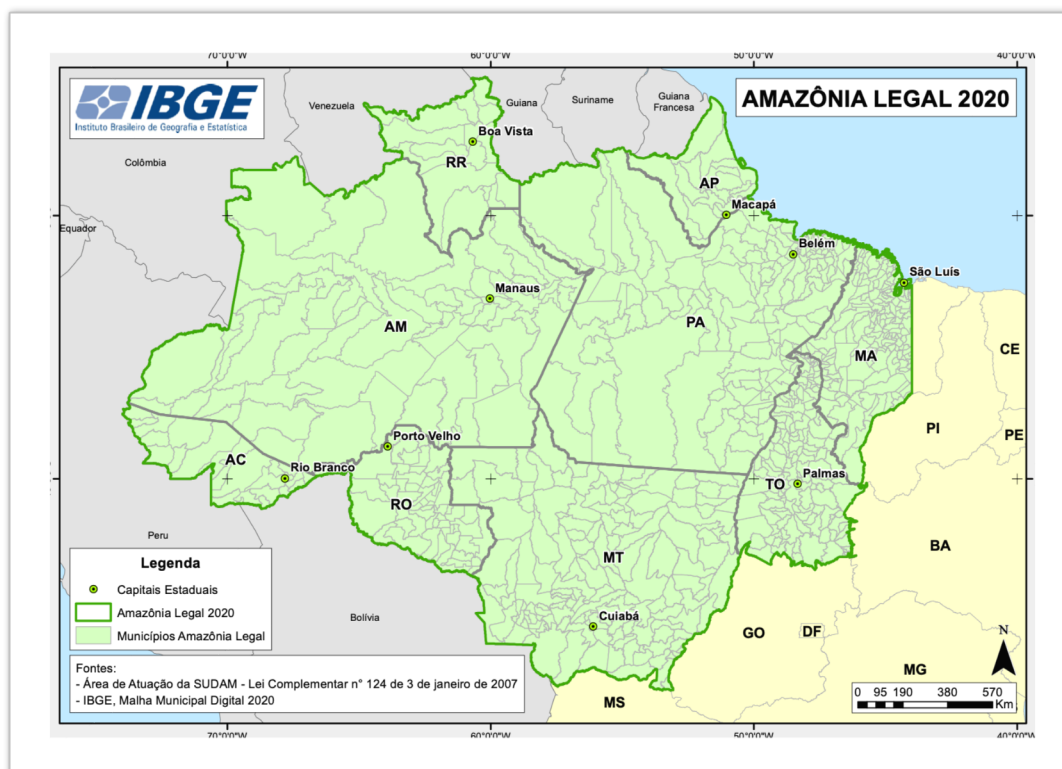 70°0'0"W 60°0'0"W 50°0'0"W 40°0'0"W
IBGE
Instituto Brasileiro de Geografia e Estatística
AMAZÔNIA LEGAL 2020
Venezuela
Guiana
Suriname
Guiana
Francesa
Colômbia
Boa Vista
RR
AP
Macapá
Equador
Belém
São Luís
Manaus
AM
PA
MA
CE
PI
PE
Porto Velho
AC
Rio Branco
TO
Palmas
RO
Peru
BA
MT
Legenda
Capitais Estaduais
Amazônia Legal 2020
Municípios Amazônia Legal
Bolívia
Cuiabá
GO
DF
N
MG
MS
Fontes:
- Área de Atuação da SUDAM - Lei Complementar n° 124 de 3 de janeiro de 2007
- IBGE, Malha Municipal Digital 2020
0 95 190 380 570
Km
70°0'0"W 60°0'0"W 50°0'0"W 40°0'0"W